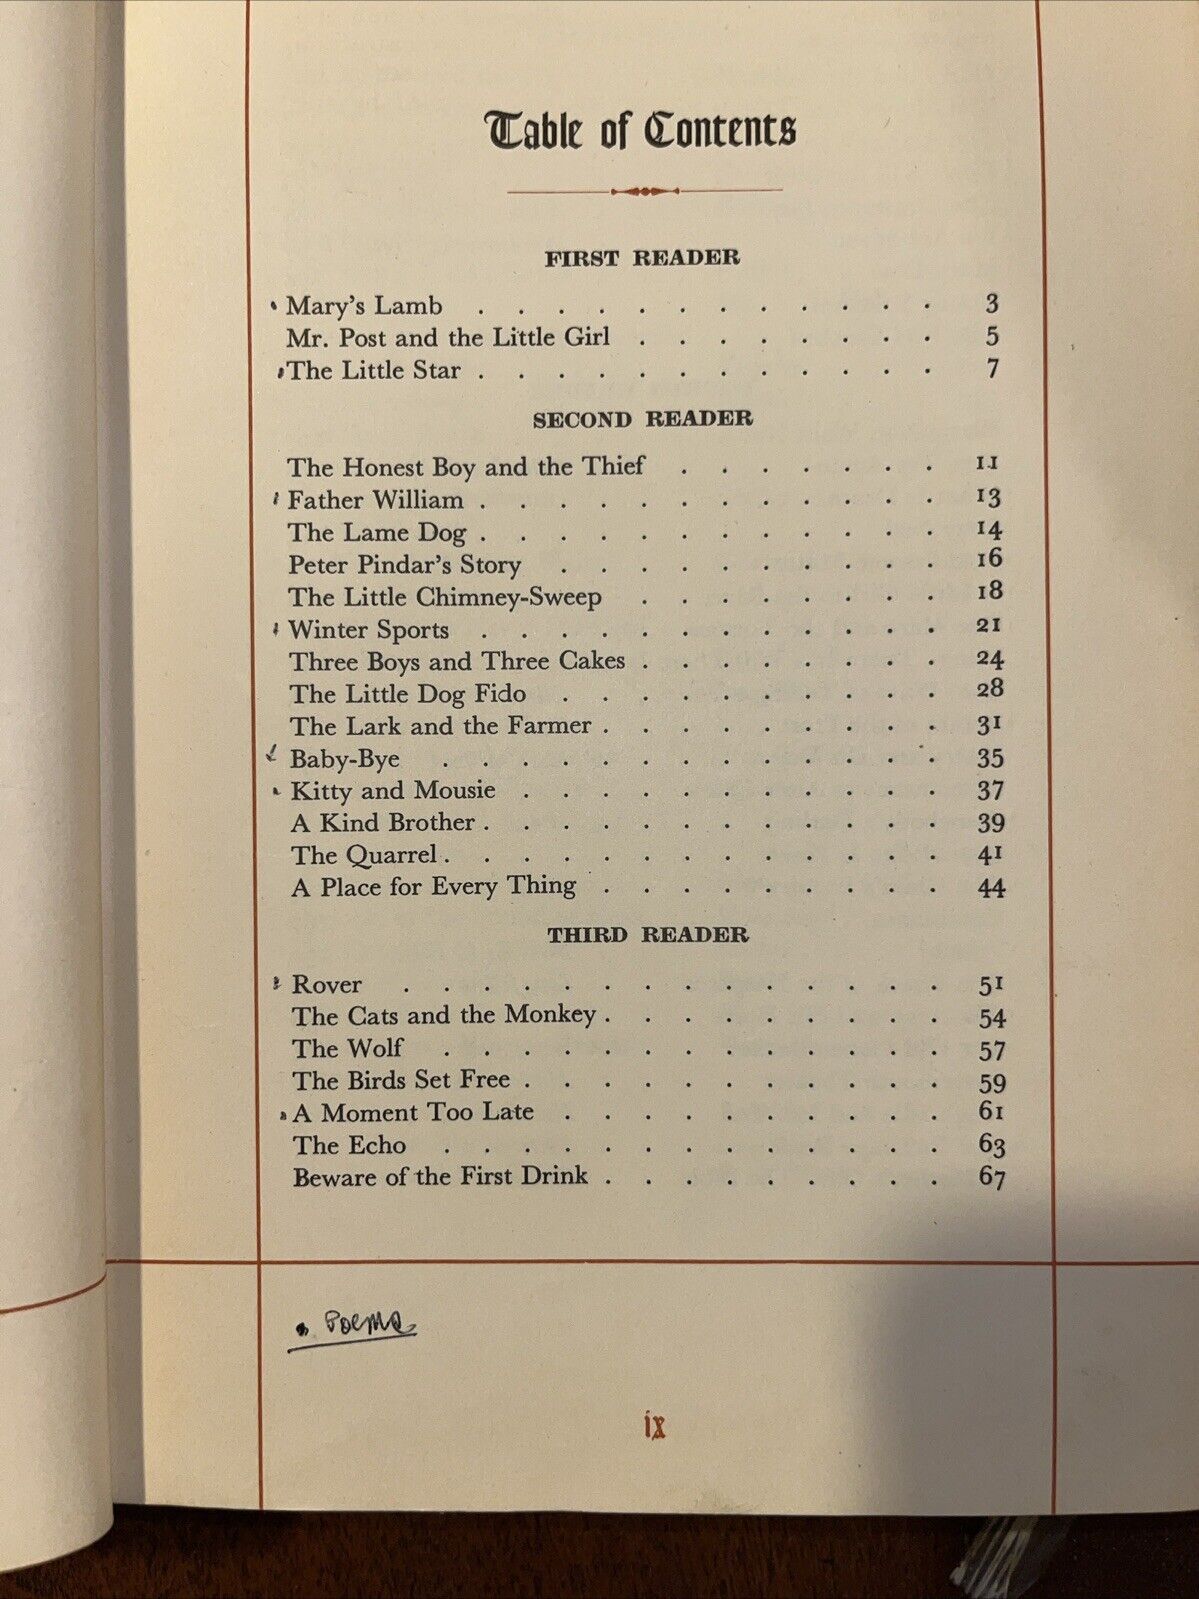 Table of Contents
FIRST READER
Mary's Lamb . . . . . . . . . . . . 3
Mr. Post and the Little Girl . . . . . . . . 5
The Little Star . . . . . . . . . . . . 7
SECOND READER
The Honest Boy and the Thief . . . . . . . 11
Father William . . . . . . . . . . . . 13
The Lame Dog . . . . . . . . . . . . 14
Peter Pindar's Story . . . . . . . . . . 16
The Little Chimney-Sweep . . . . . . . . 18
Winter Sports . . . . . . . . . . . . 21
Three Boys and Three Cakes . . . . . . . . 24
The Little Dog Fido . . . . . . . . . . 28
The Lark and the Farmer . . . . . . . . . 31
Baby-Bye . . . . . . . . . . . . . 35
Kitty and Mousie . . . . . . . . . . . 37
A Kind Brother . . . . . . . . . . . . 39
The Quarrel . . . . . . . . . . . . . 41
A Place for Every Thing . . . . . . . . . 44
THIRD READER
Rover . . . . . . . . . . . . . . 51
The Cats and the Monkey . . . . . . . . . 54
The Wolf . . . . . . . . . . . . . 57
The Birds Set Free . . . . . . . . . . . 59
A Moment Too Late . . . . . . . . . . 61
The Echo . . . . . . . . . . . . . 63
Beware of the First Drink . . . . . . . . . 67
• Poems
ix